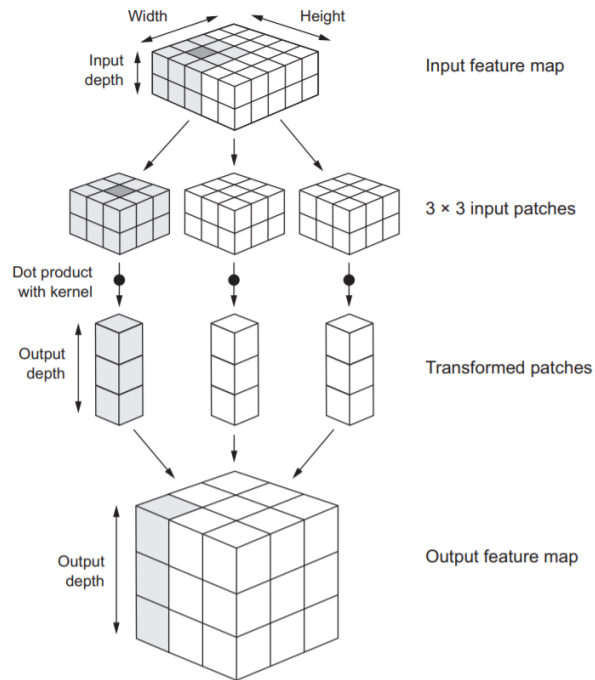 Width
Height
Input
depth
Input feature map
3 × 3 input patches
Dot product
with kernel
Output
depth
Transformed patches
Output
depth
Output feature map